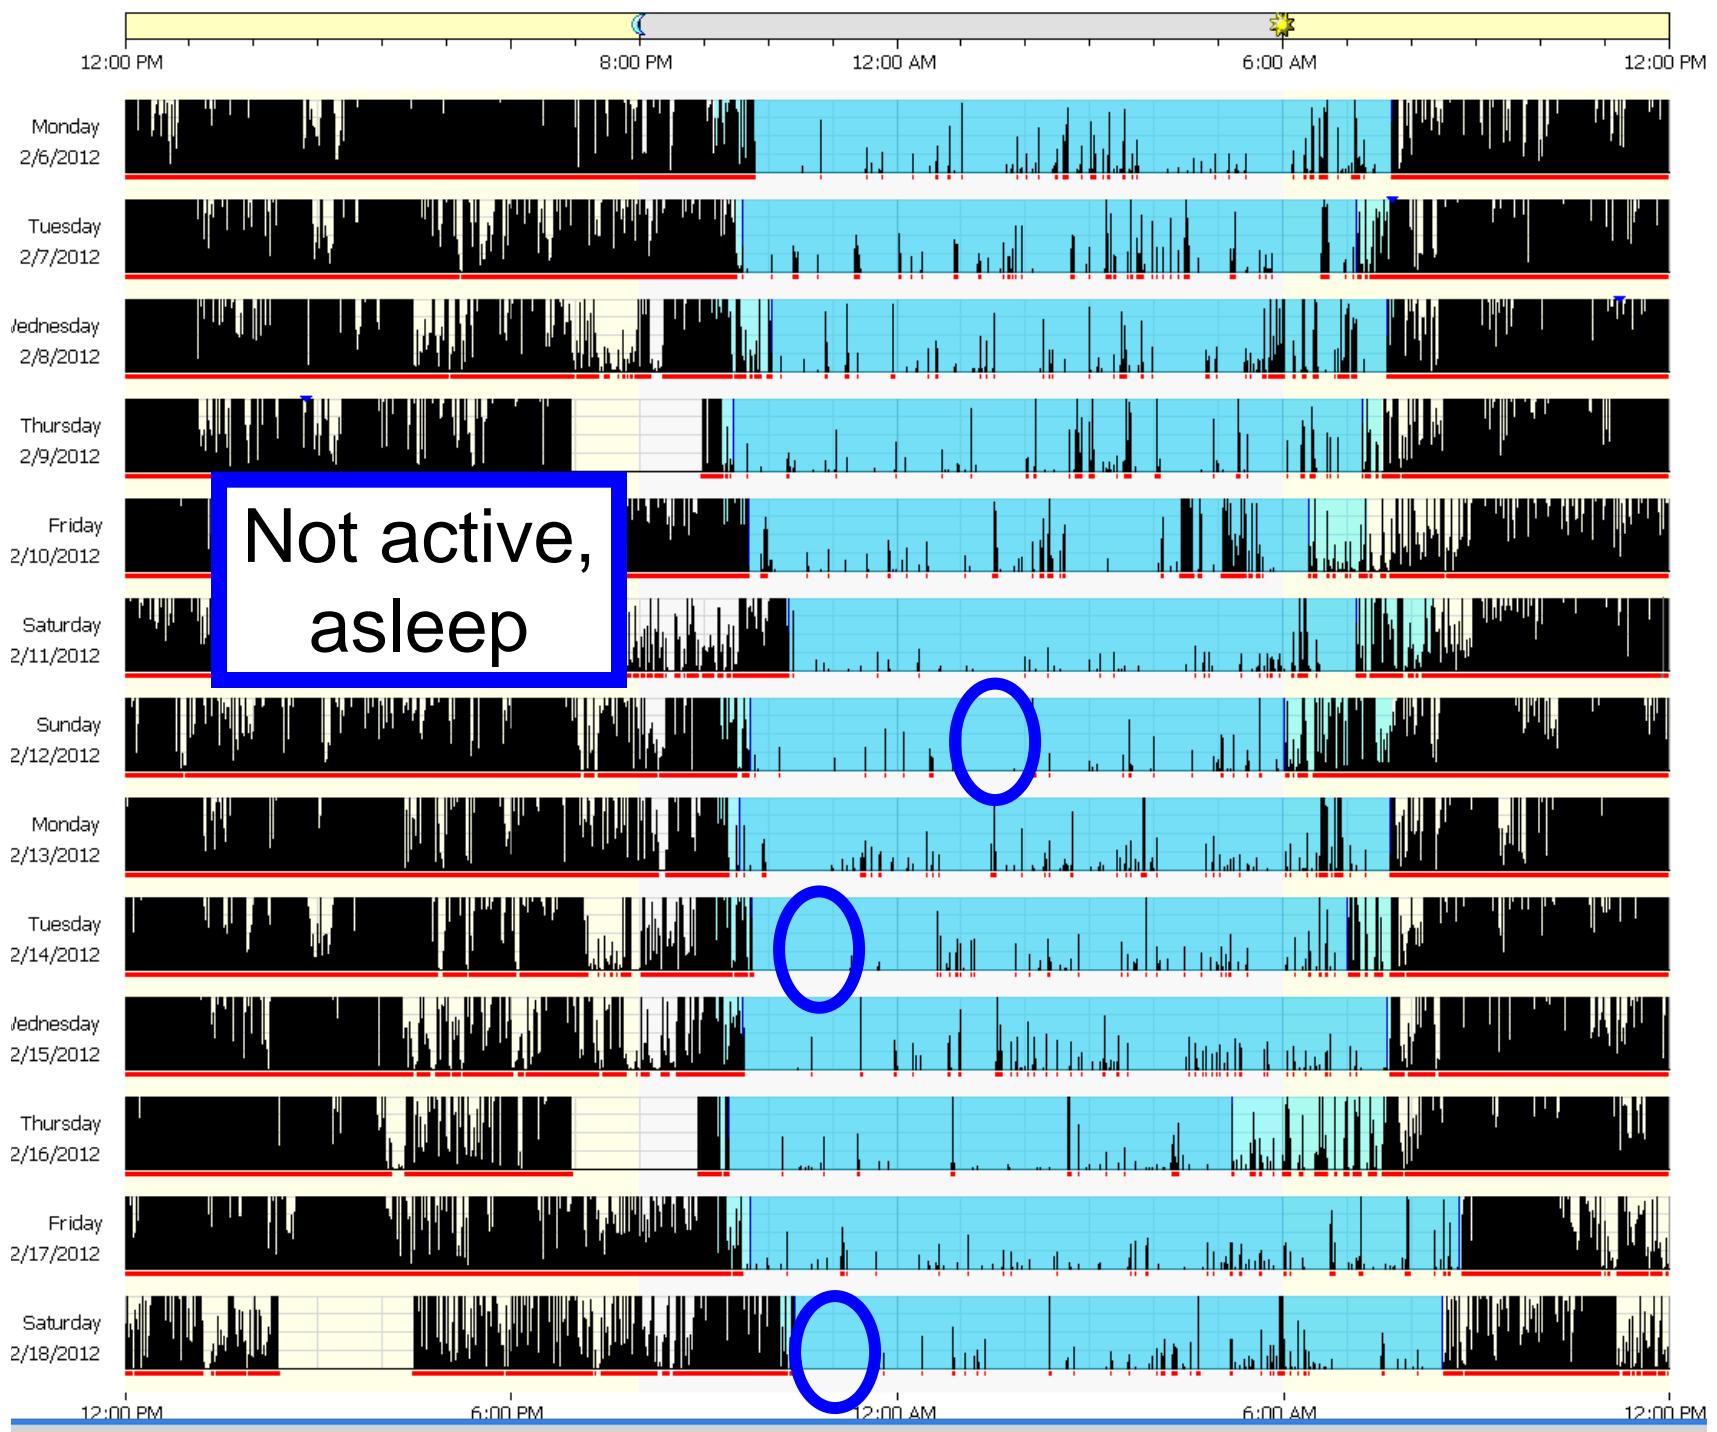 12:00 PM 8:00 PM 12:00 AM 6:00 AM 12:00 PM
Monday
2/6/2012
Tuesday
2/7/2012
Wednesday
2/8/2012
Thursday
2/9/2012
Friday
2/10/2012
Not active,
asleep
Saturday
2/11/2012
Sunday
2/12/2012
Monday
2/13/2012
Tuesday
2/14/2012
Wednesday
2/15/2012
Thursday
2/16/2012
Friday
2/17/2012
Saturday
2/18/2012
12:00 PM 6:00 PM 12:00 AM 6:00 AM 12:00 PM